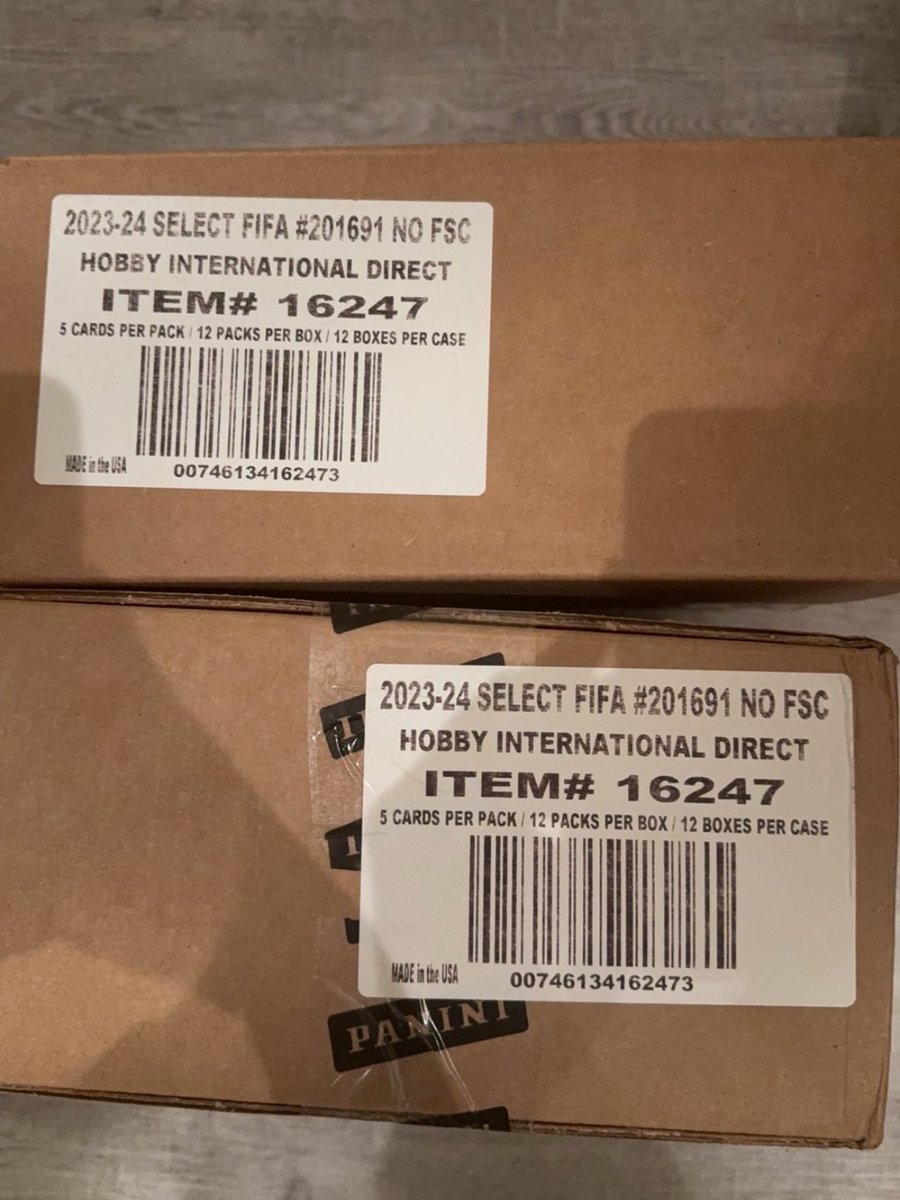 2023-24 SELECT FIFA #201691 NO FSC
HOBBY INTERNATIONAL DIRECT
ITEM# 16247
5 CARDS PER PACK / 12 PACKS PER BOX / 12 BOXES PER CASE
MADE in the USA
00746134162473
2023-24 SELECT FIFA #201691 NO FSC
HOBBY INTERNATIONAL DIRECT
ITEM# 16247
5 CARDS PER PACK / 12 PACKS PER BOX / 12 BOXES PER CASE
MADE in the USA
00746134162473
PANINI